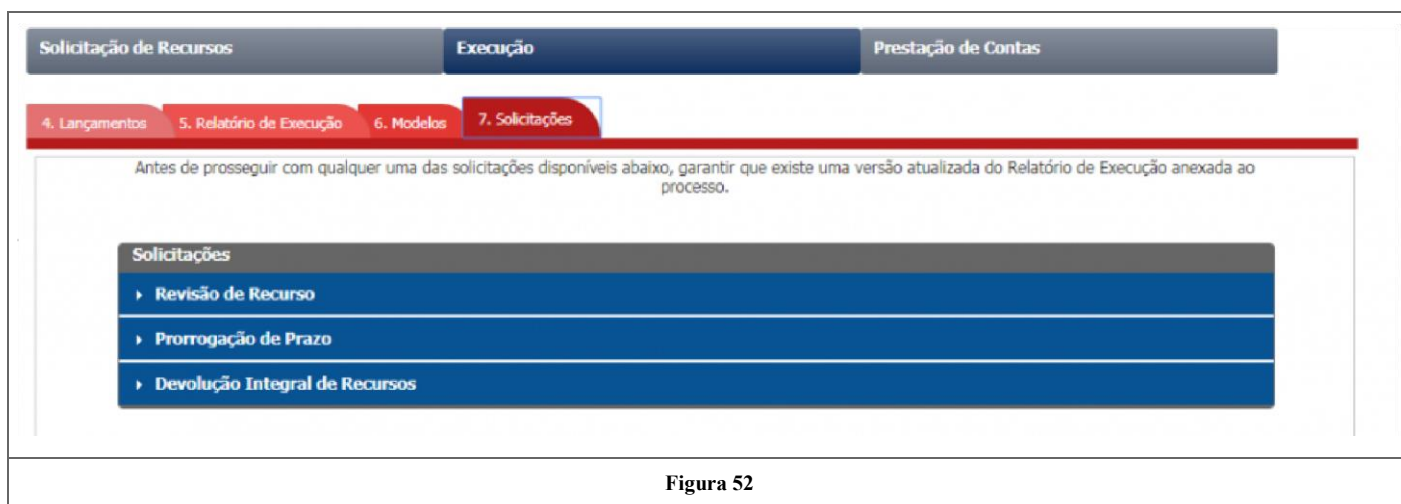 Solicitação de Recursos Execução Prestação de Contas
4. Lançamentos 5. Relatório de Execução 6. Modelos 7. Solicitações
Antes de prosseguir com qualquer uma das solicitações disponíveis abaixo, garantir que existe uma versão atualizada do Relatório de Execução anexada ao
processo.
Solicitações
Revisão de Recurso
Prorrogação de Prazo
Devolução Integral de Recursos
Figura 52